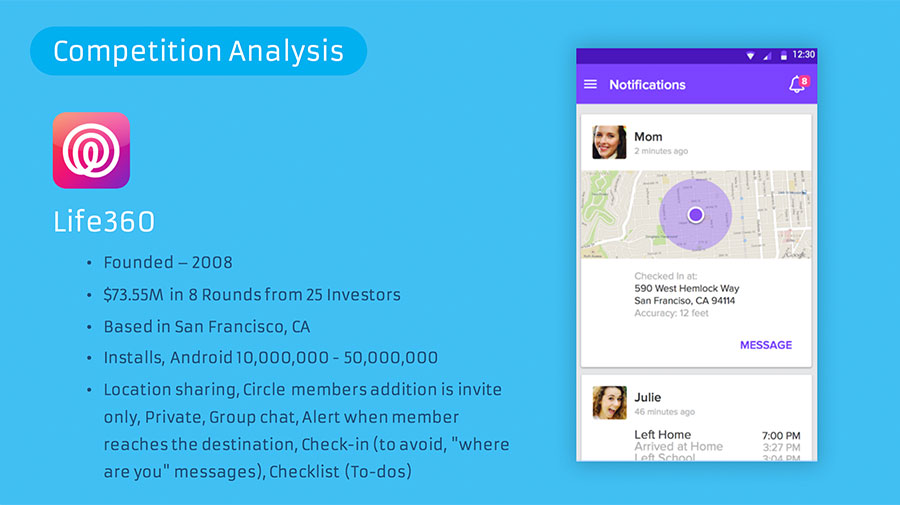 Competition Analysis
Life360
• Founded – 2008
• $73.55M in 8 Rounds from 25 Investors
• Based in San Francisco, CA
• Installs, Android 10,000,000 - 50,000,000
• Location sharing, Circle members addition is invite
only, Private, Group chat, Alert when member
reaches the destination, Check-in (to avoid, "where
are you" messages), Checklist (To-dos)
12:30
Notifications
8
Mom
2 minutes ago
Google
Checked In at:
590 West Hemlock Way
San Franciso, CA 94114
Accuracy: 12 feet
MESSAGE
Julie
46 minutes ago
Left Home 7:00 PM
Arrived at Home 3:27 PM
Left School 3:04 PM